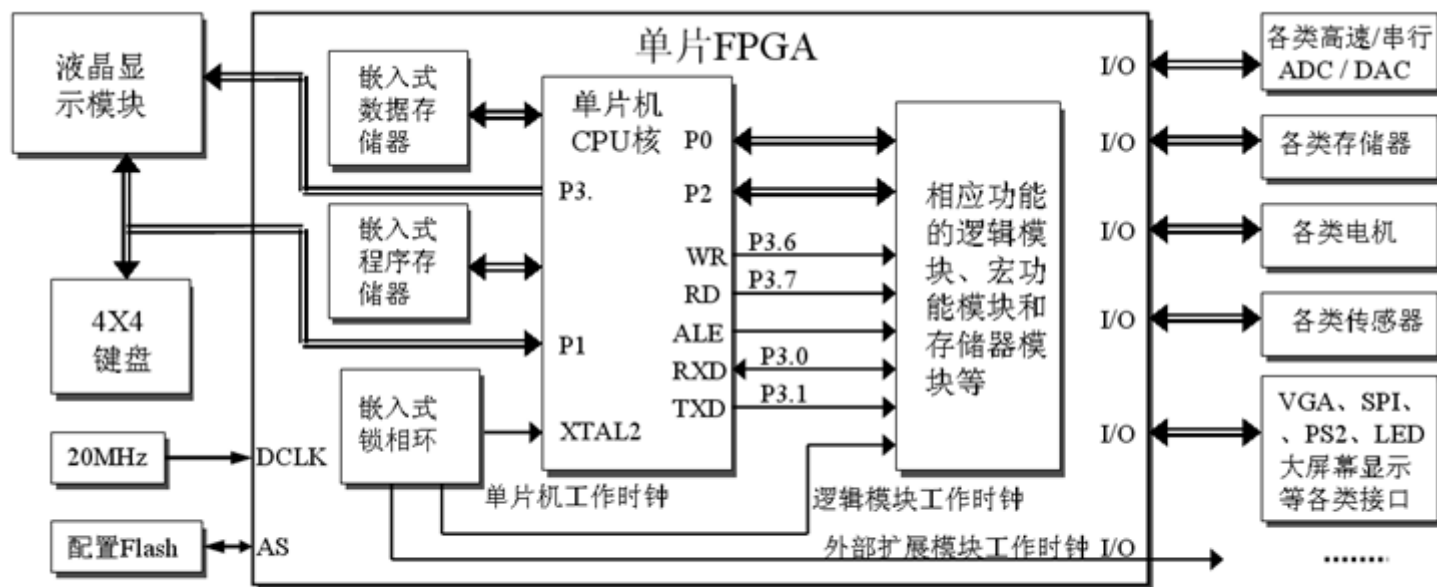 单片FPGA
液晶显
示模块
4X4
键盘
20MHz
配置Flash
DCLK
AS
嵌入式
数据存
储器
嵌入式
程序存
储器
嵌入式
锁相环
单片机
CPU核
P0
P3.
P2
WR
RD
ALE
P1
RXD
TXD
XTAL2
P3.6
P3.7
P3.0
P3.1
单片机工作时钟
相应功能
的逻辑模
块、宏功
能模块和
存储器模
块等
逻辑模块工作时钟
外部扩展模块工作时钟 I/O
I/O
I/O
I/O
I/O
I/O
各类高速/串行
ADC / DAC
各类存储器
各类电机
各类传感器
VGA、SPI、
、PS2、LED
大屏幕显示
等各类接口
........